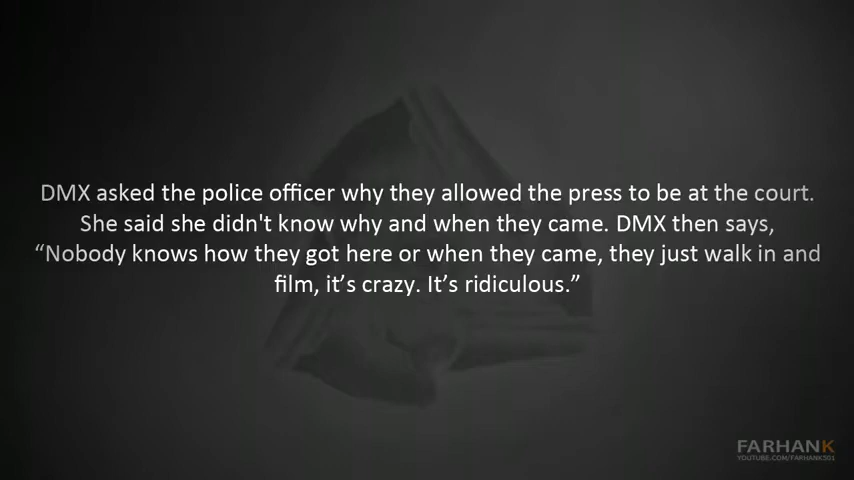 DMX asked the police officer why they allowed the press to be at the court.
She said she didn't know why and when they came. DMX then says,
“Nobody knows how they got here or when they came, they just walk in and
film, it’s crazy. It’s ridiculous.”
FARHANK
YOUTUBE.COM/FARHANK501